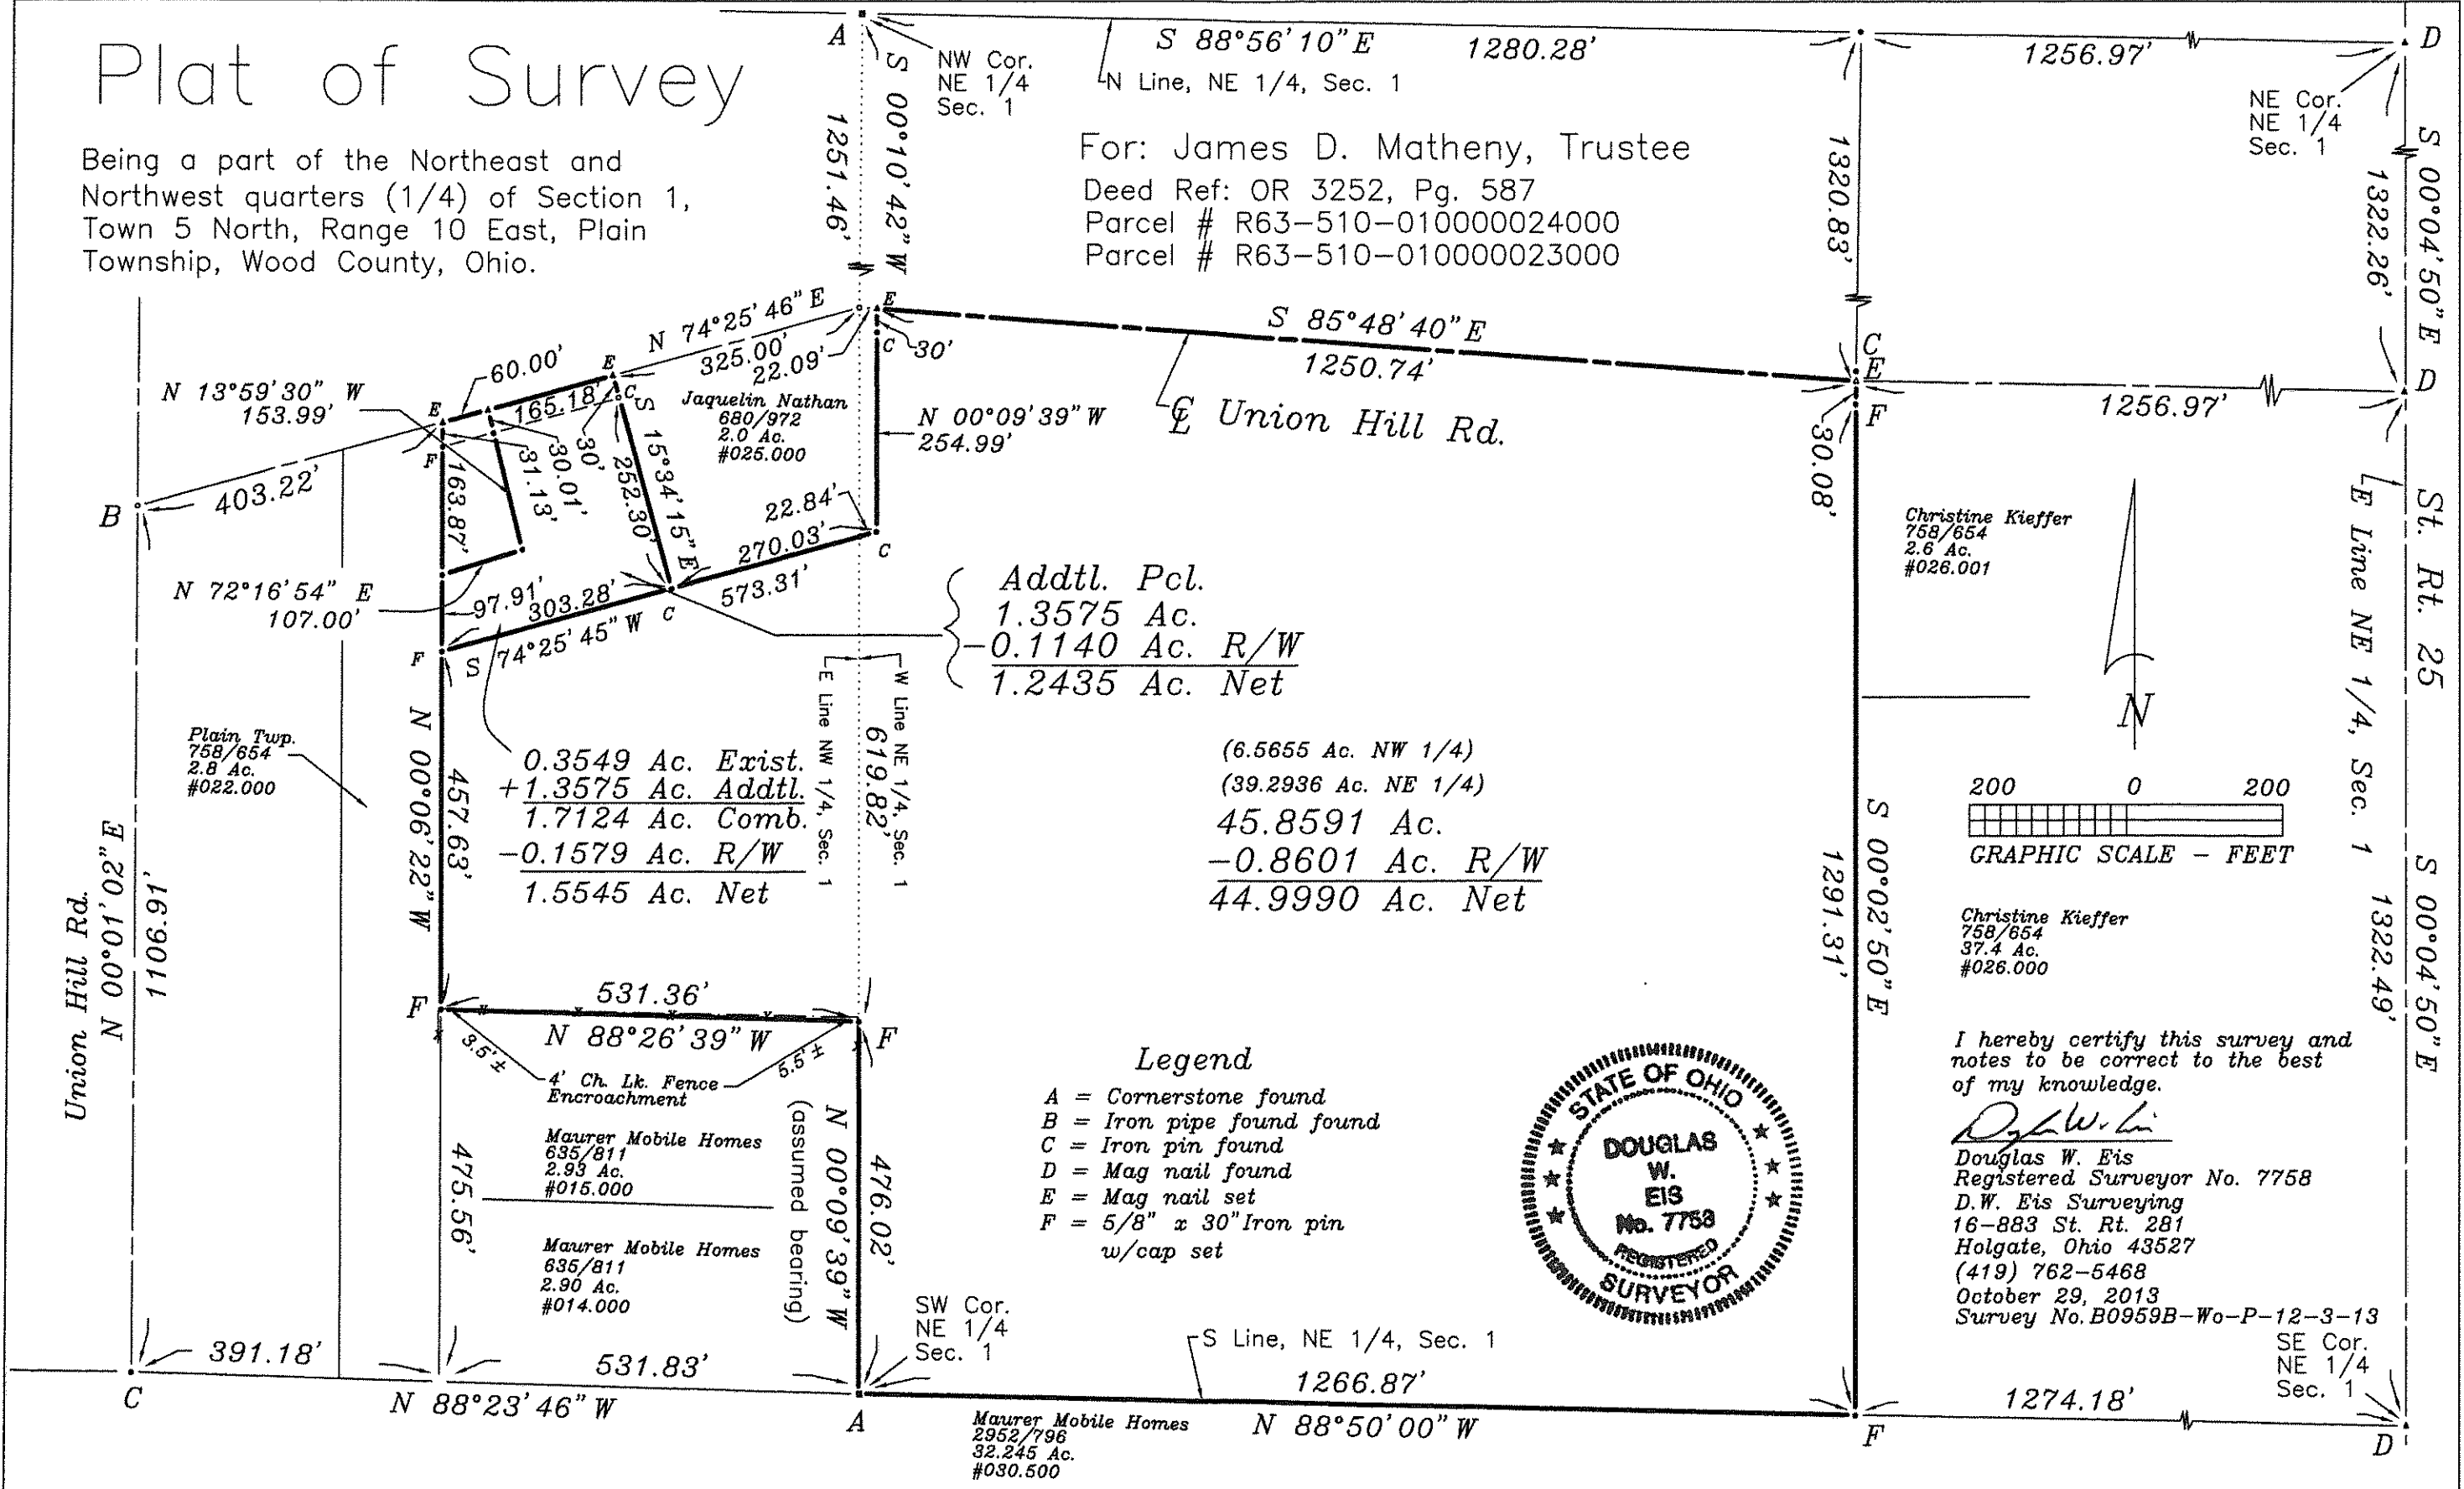 Plat of Survey
Being a part of the Northeast and
Northwest quarters (1/4) of Section 1,
Town 5 North, Range 10 East, Plain
Township, Wood County, Ohio.
A
NW Cor.
NE 1/4
Sec. 1
S 88°56'10"E
1280.28'
N Line, NE 1/4, Sec. 1
1256.97'
D
NE Cor.
NE 1/4
Sec. 1
For: James D. Matheny, Trustee
Deed Ref: OR 3252, Pg. 587
Parcel # R63-510-010000024000
Parcel # R63-510-010000023000
1251.46'
S 00°10'42" W
1320.83'
1322.26'
S 00°04'50" E
N 74°25'46" E
325.00'
22.09'
E
C
30'
S 85°48'40" E
1250.74'
℄ Union Hill Rd.
C
E
F
30.08'
1256.97'
D
60.00'
165.18'
E
C
N 13°59'30" W
153.99'
E
F
30'
30.01'
31.13'
163.87'
S 15°34'15" E
252.30'
Jaquelin Nathan
680/972
2.0 Ac.
#025.000
N 00°09'39" W
254.99'
B
403.22'
22.84'
270.03'
C
573.31'
N 72°16'54" E
107.00'
97.91'
303.28'
C
F
S 74°25'45" W
Addtl. Pcl.
1.3575 Ac.
-0.1140 Ac. R/W
1.2435 Ac. Net
Christine Kieffer
758/654
2.6 Ac.
#026.001
E Line NE 1/4, Sec. 1
St. Rt. 25
N
200 0 200
GRAPHIC SCALE - FEET
Plain Twp.
758/654
2.8 Ac.
#022.000
N 00°06'22" W
457.63'
0.3549 Ac. Exist.
+1.3575 Ac. Addtl.
1.7124 Ac. Comb.
-0.1579 Ac. R/W
1.5545 Ac. Net
E Line NW 1/4, Sec. 1
W Line NE 1/4, Sec. 1
619.82'
(6.5655 Ac. NW 1/4)
(39.2936 Ac. NE 1/4)
45.8591 Ac.
-0.8601 Ac. R/W
44.9990 Ac. Net
1291.31'
S 00°02'50" E
Christine Kieffer
758/654
37.4 Ac.
#026.000
1322.49'
S 00°04'50" E
Union Hill Rd.
N 00°01'02" E
1106.91'
F
531.36'
N 88°26'39" W
F
3.5'±
5.5'±
4' Ch. Lk. Fence
Encroachment
Maurer Mobile Homes
635/811
2.93 Ac.
#015.000
475.56'
Maurer Mobile Homes
635/811
2.90 Ac.
#014.000
(assumed bearing)
N 00°09'39" W
476.02'
Legend
A = Cornerstone found
B = Iron pipe found found
C = Iron pin found
D = Mag nail found
E = Mag nail set
F = 5/8" x 30"Iron pin
w/cap set
STATE OF OHIO
DOUGLAS
W.
EIS
No. 7758
REGISTERED
SURVEYOR
I hereby certify this survey and
notes to be correct to the best
of my knowledge.
Douglas W. Eis
Registered Surveyor No. 7758
D.W. Eis Surveying
16-883 St. Rt. 281
Holgate, Ohio 43527
(419) 762-5468
October 29, 2013
Survey No.B0959B-Wo-P-12-3-13
SE Cor.
NE 1/4
Sec. 1
SW Cor.
NE 1/4
Sec. 1
S Line, NE 1/4, Sec. 1
391.18'
531.83'
1266.87'
1274.18'
C
N 88°23'46" W
A
Maurer Mobile Homes
2952/796
32.245 Ac.
#030.500
N 88°50'00" W
F
D